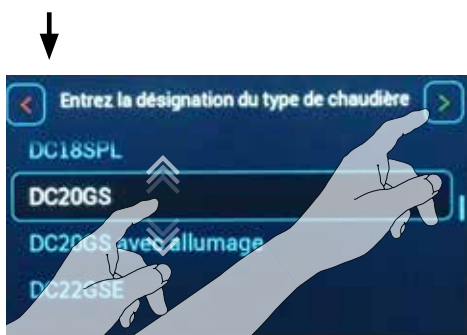 Entrez la désignation du type de chaudière
DC18SPL
DC20GS
DC20GS avec allumage
DC22GSE